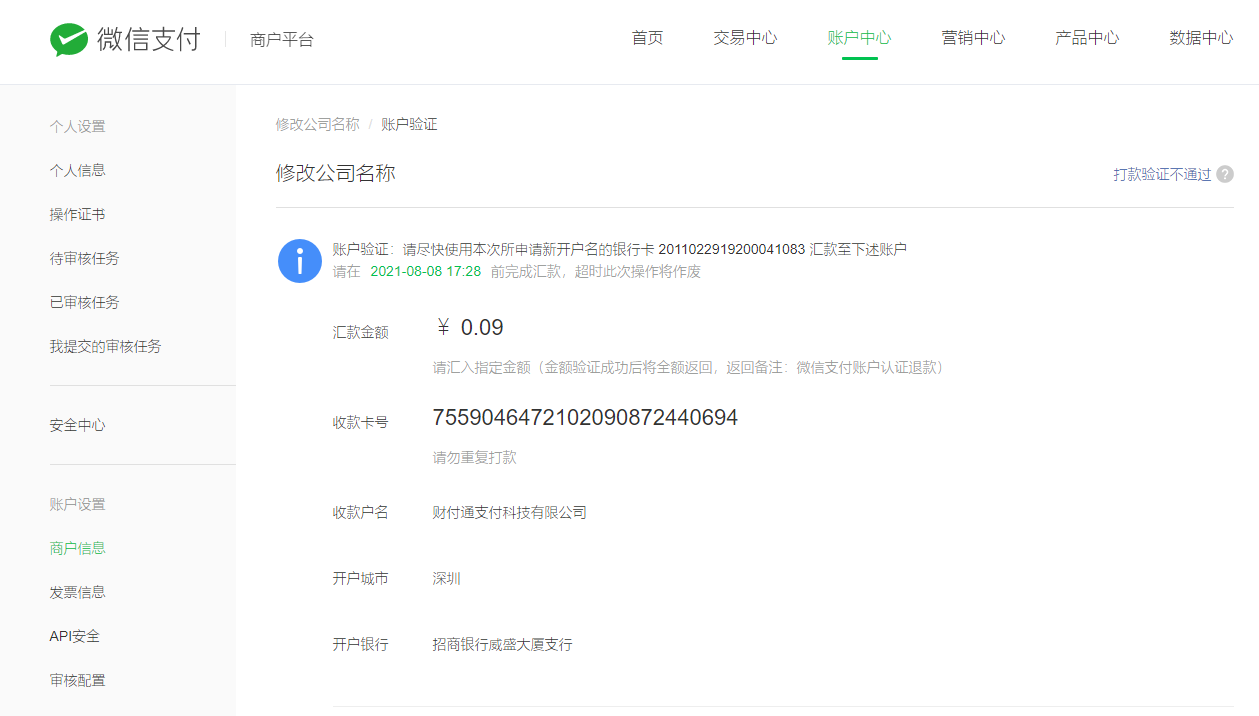 微信支付 商户平台 首页 交易中心 账户中心 营销中心 产品中心 数据中心
个人设置
个人信息
操作证书
待审核任务
已审核任务
我提交的审核任务
安全中心
账户设置
商户信息
发票信息
API安全
审核配置
修改公司名称 / 账户验证
修改公司名称 打款验证不通过 ?
账户验证：请尽快使用本次所申请新开户名的银行卡 2011022919200041083 汇款至下述账户
请在 2021-08-08 17:28 前完成汇款，超时此次操作将作废
汇款金额 ￥ 0.09
请汇入指定金额（金额验证成功后将全额返回，返回备注：微信支付账户认证退款）
收款卡号 7559046472102090872440694
请勿重复打款
收款户名 财付通支付科技有限公司
开户城市 深圳
开户银行 招商银行威盛大厦支行